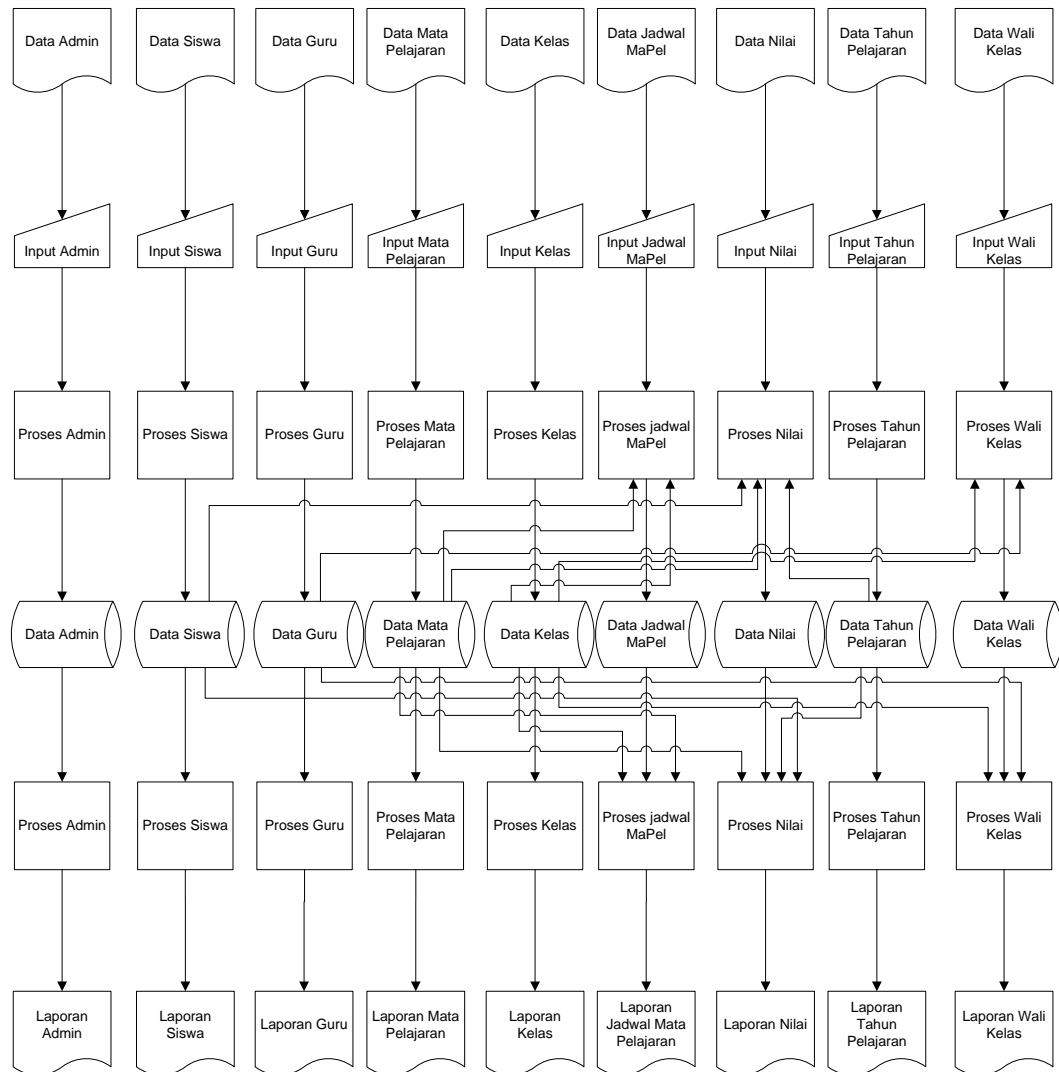 Data Admin
Data Siswa
Data Guru
Data Mata
Pelajaran
Data Kelas
Data Jadwal
MaPel
Data Nilai
Data Tahun
Pelajaran
Data Wali
Kelas
Input Admin
Input Siswa
Input Guru
Input Mata
Pelajaran
Input Kelas
Input Jadwal
MaPel
Input Nilai
Input Tahun
Pelajaran
Input Wali
Kelas
Proses Admin
Proses Siswa
Proses Guru
Proses Mata
Pelajaran
Proses Kelas
Proses jadwal
MaPel
Proses Nilai
Proses Tahun
Pelajaran
Proses Wali
Kelas
Data Admin
Data Siswa
Data Guru
Data Mata
Pelajaran
Data Kelas
Data Jadwal
MaPel
Data Nilai
Data Tahun
Pelajaran
Data Wali
Kelas
Proses Admin
Proses Siswa
Proses Guru
Proses Mata
Pelajaran
Proses Kelas
Proses jadwal
MaPel
Proses Nilai
Proses Tahun
Pelajaran
Proses Wali
Kelas
Laporan
Admin
Laporan
Siswa
Laporan Guru
Laporan Mata
Pelajaran
Laporan
Kelas
Laporan
Jadwal Mata
Pelajaran
Laporan Nilai
Laporan
Tahun
Pelajaran
Laporan Wali
Kelas